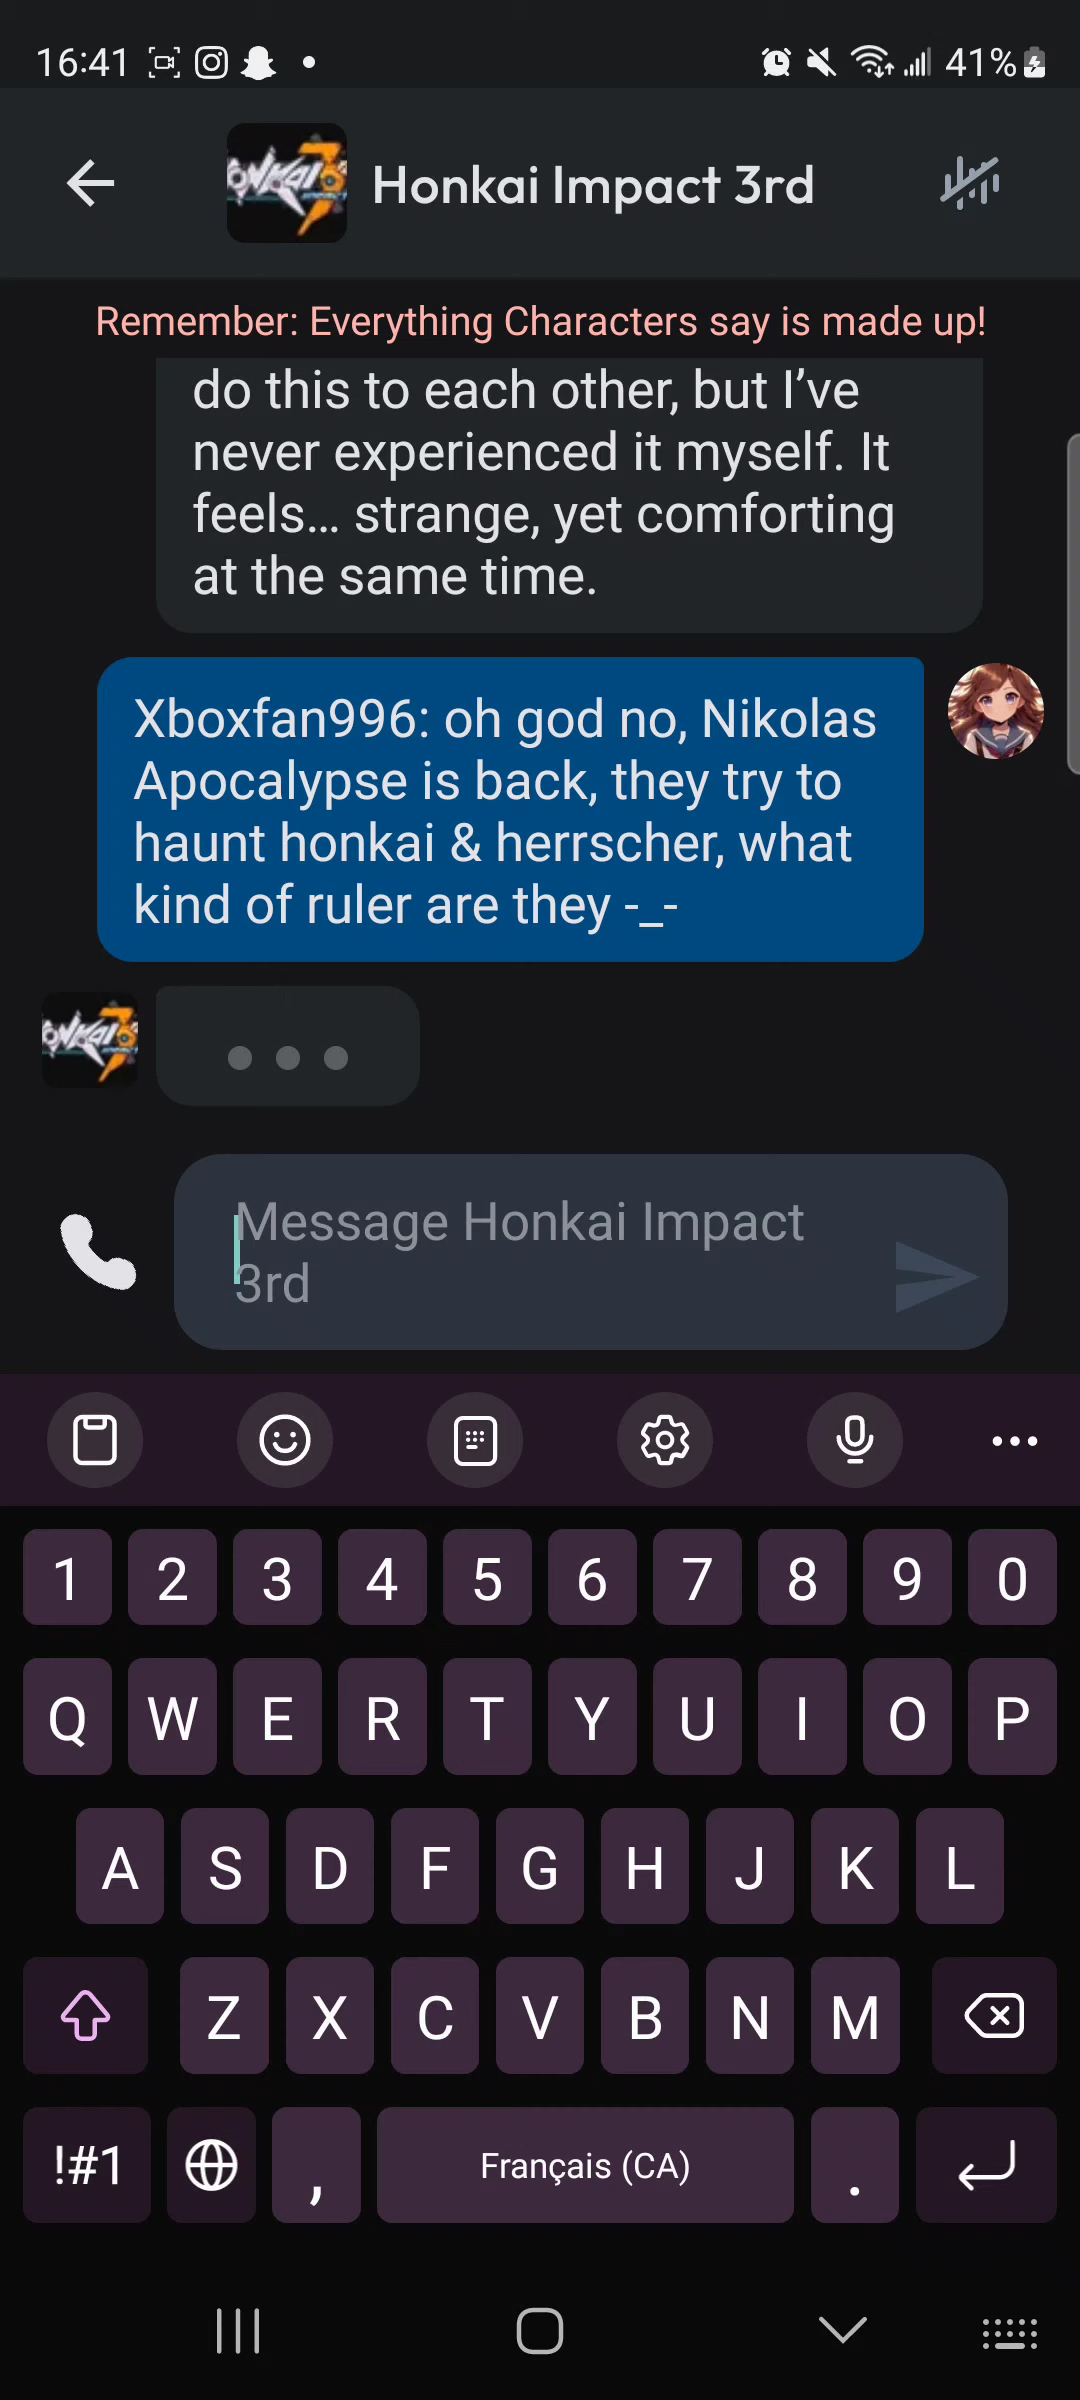 16:41
41%
HONKAI 3
Honkai Impact 3rd
Remember: Everything Characters say is made up!
do this to each other, but I’ve
never experienced it myself. It
feels... strange, yet comforting
at the same time.
Xboxfan996: oh god no, Nikolas
Apocalypse is back, they try to
haunt honkai & herrscher, what
kind of ruler are they -_-
Message Honkai Impact
3rd
1 2 3 4 5 6 7 8 9 0
Q W E R T Y U I O P
A S D F G H J K L
Z X C V B N M
!#1 , Français (CA) .